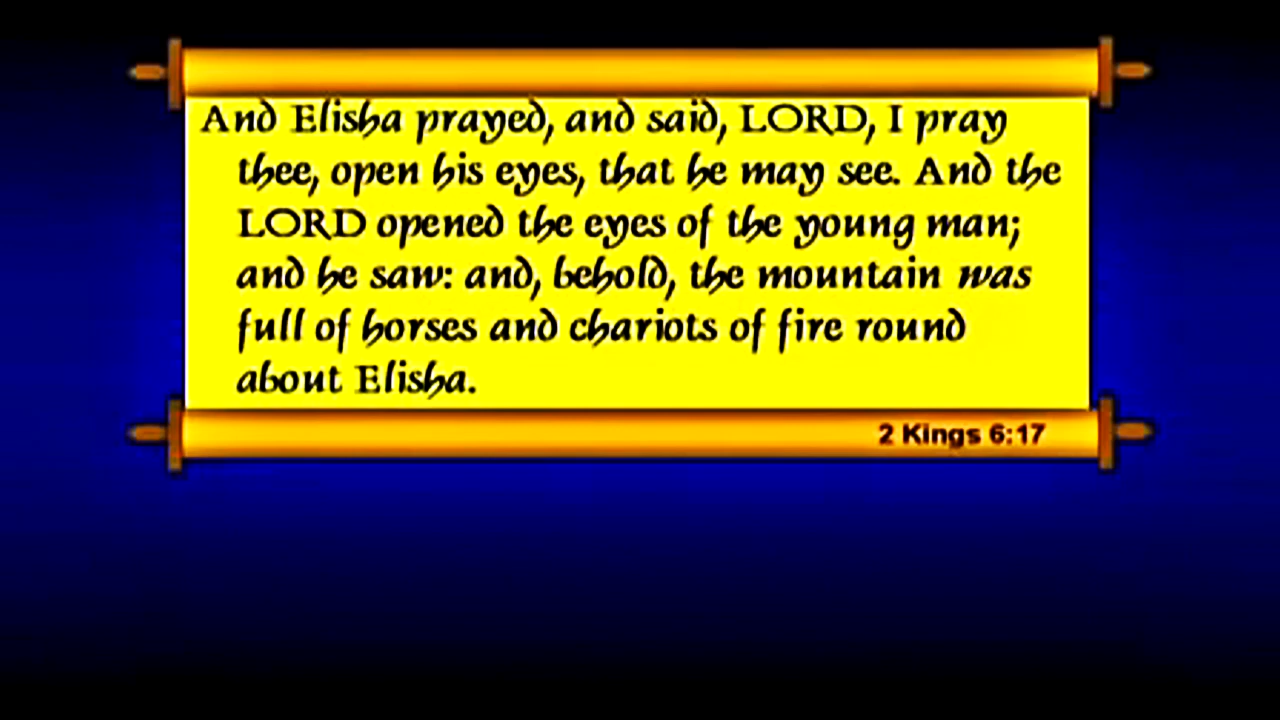 And Elisha prayed, and said, LORD, I pray
thee, open his eyes, that he may see. And the
LORD opened the eyes of the young man;
and he saw: and, behold, the mountain was
full of horses and chariots of fire round
about Elisha.
2 Kings 6:17